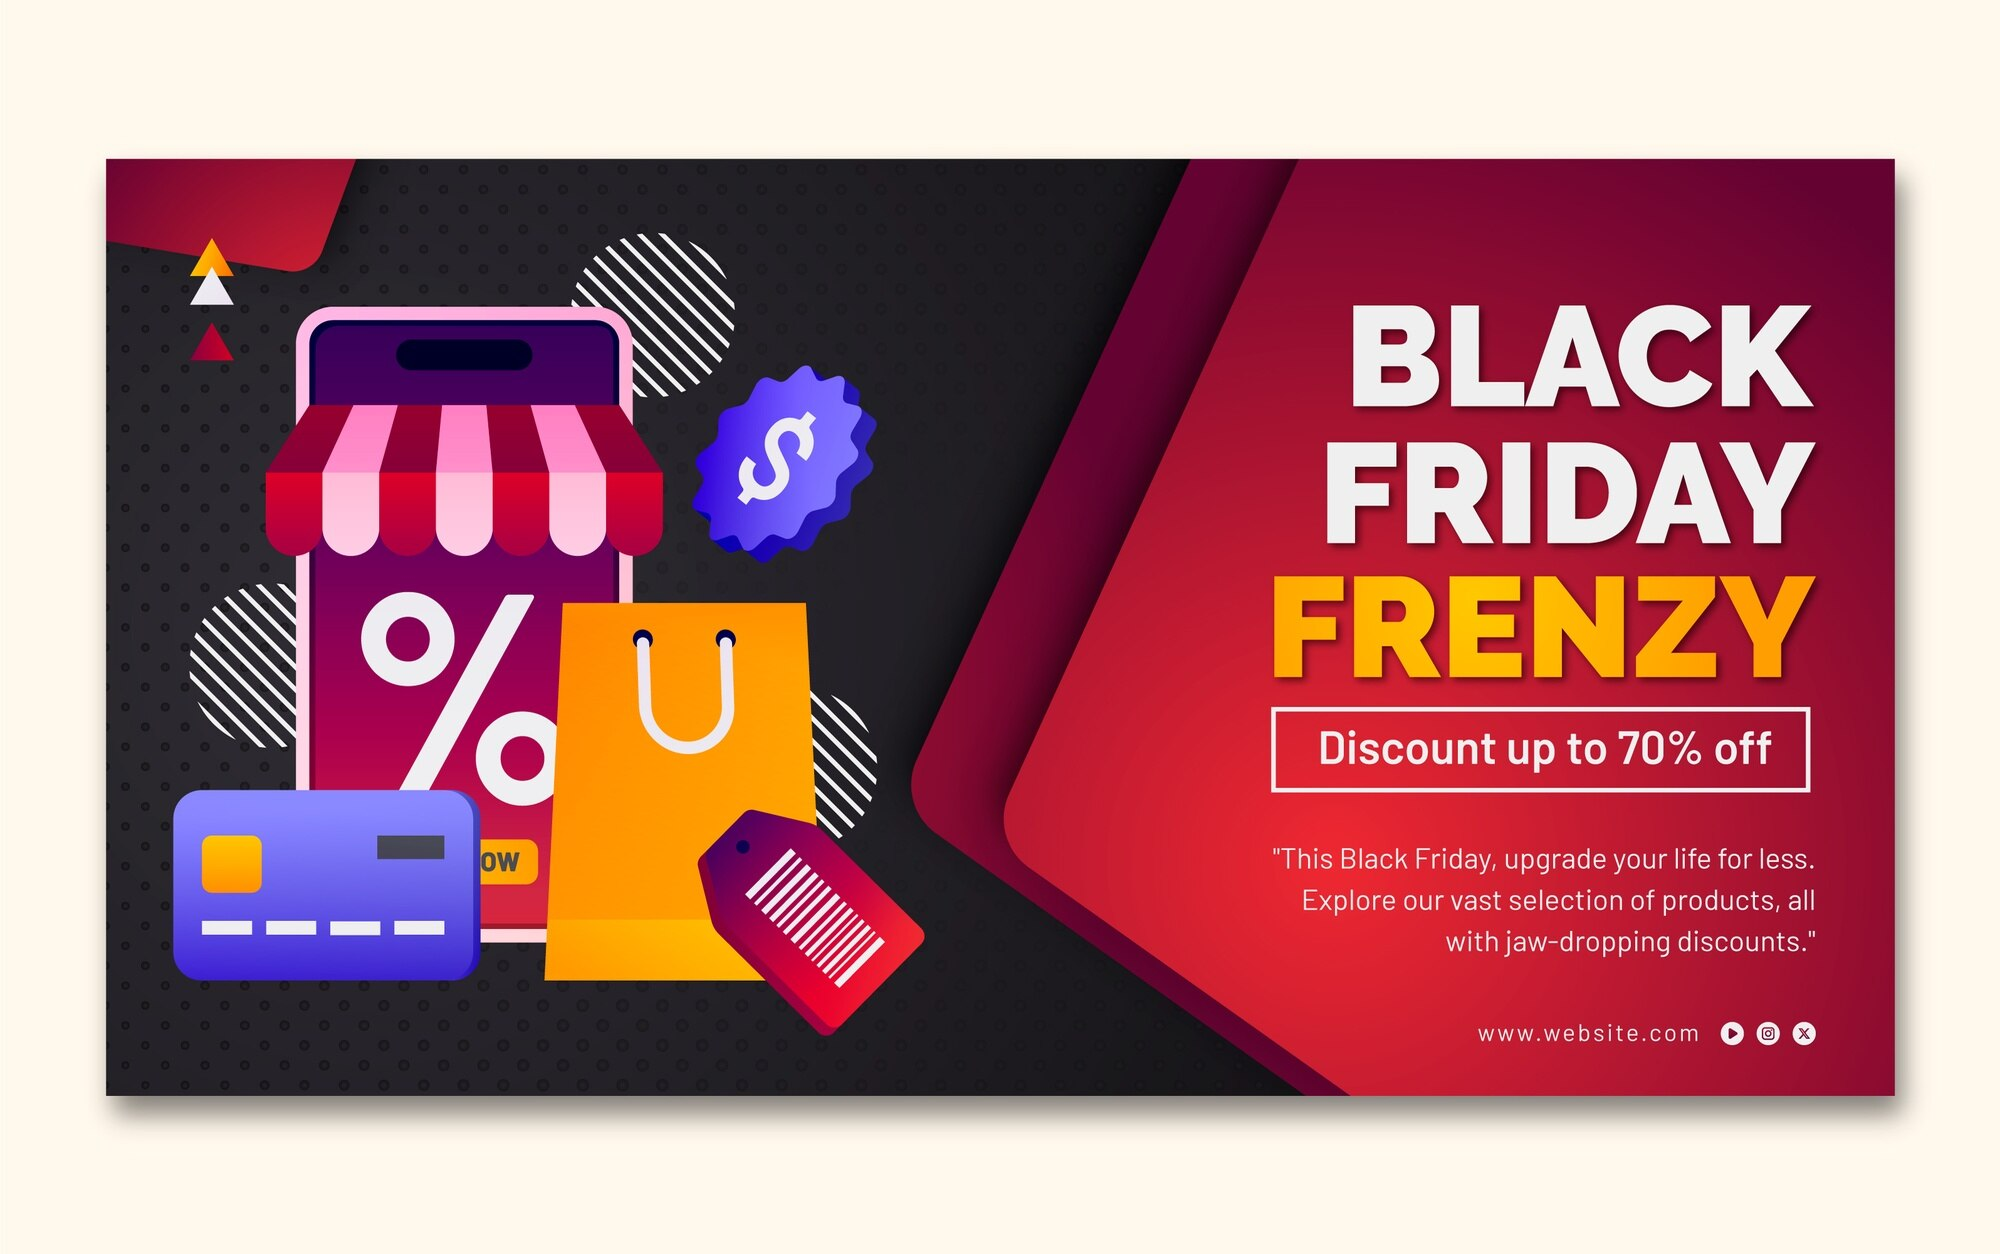 BLACK
FRIDAY
FRENZY
Discount up to 70% off
"This Black Friday, upgrade your life for less.
Explore our vast selection of products, all
with jaw-dropping discounts."
www.website.com
%
$
OW